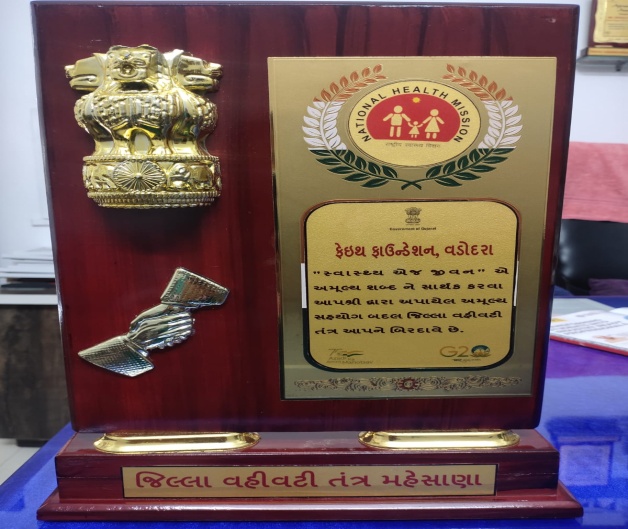 NATIONAL HEALTH MISSION
राष्ट्रीय स्वास्थ्य मिशन
Government of Gujarat
ફેઇથ ફાઉન્ડેશન, વડોદરા
"સ્વાસ્થ્ય એજ જીવન" એ
અમૂલ્ય શબ્દ ને સાર્થક કરવા
આપશ્રી દ્વારા અપાયેલ અમૂલ્ય
સહયોગ બદલ જિલ્લા વહીવટી
તંત્ર આપને બિરદાવે છે.
G20
જિલ્લા વહીવટી તંત્ર મહેસાણા